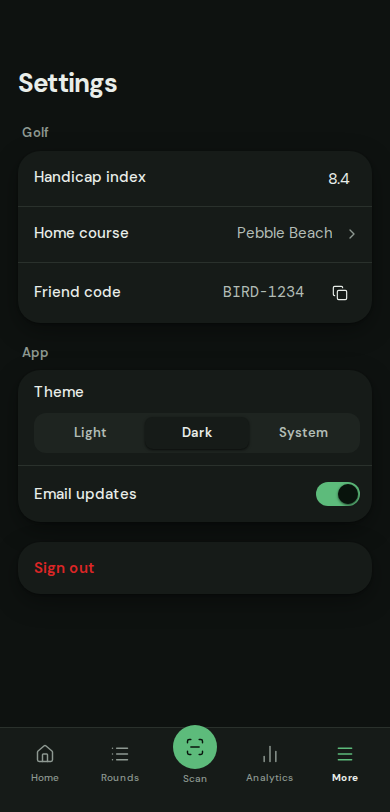 Settings
Golf
Handicap index 8.4
Home course Pebble Beach
Friend code BIRD-1234
App
Theme
Light Dark System
Email updates
Sign out
Home Rounds Scan Analytics More